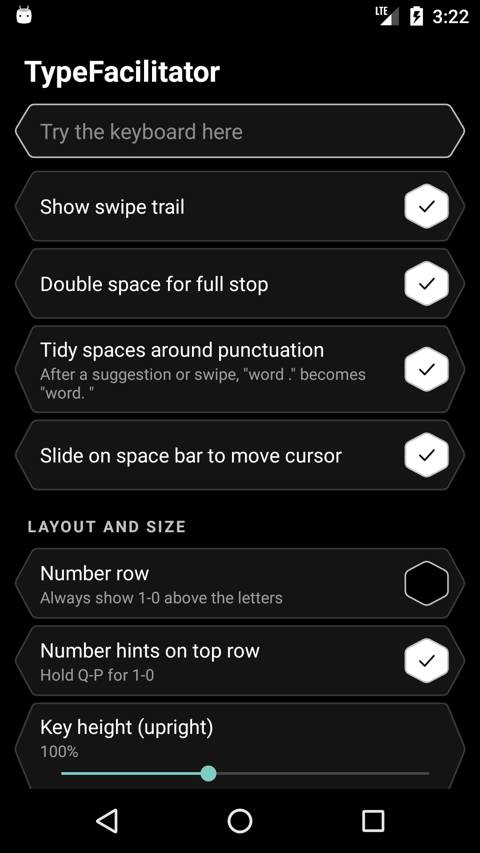 LTE 3:22
TypeFacilitator
Try the keyboard here
Show swipe trail
Double space for full stop
Tidy spaces around punctuation
After a suggestion or swipe, "word ." becomes
"word. "
Slide on space bar to move cursor
LAYOUT AND SIZE
Number row
Always show 1-0 above the letters
Number hints on top row
Hold Q-P for 1-0
Key height (upright)
100%